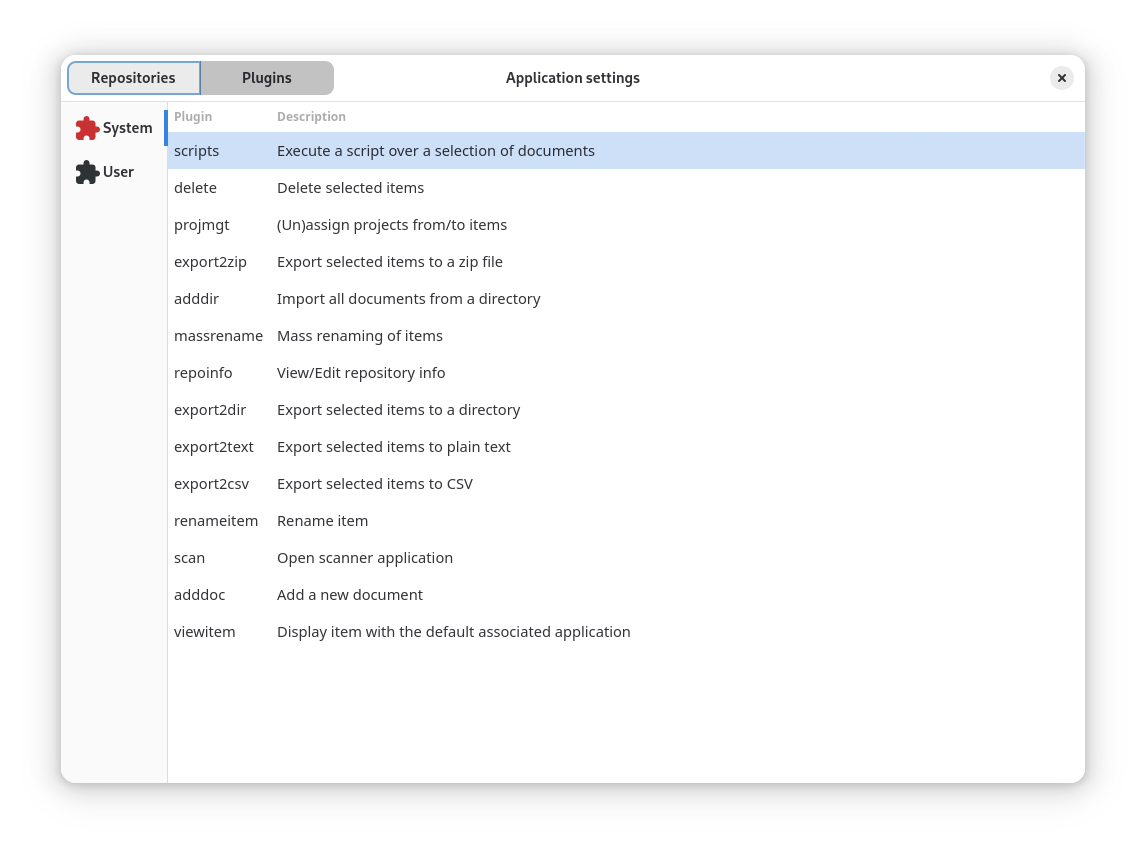 Repositories Plugins Application settings
System
User
Plugin Description
scripts Execute a script over a selection of documents
delete Delete selected items
projmgt (Un)assign projects from/to items
export2zip Export selected items to a zip file
adddir Import all documents from a directory
massrename Mass renaming of items
repoinfo View/Edit repository info
export2dir Export selected items to a directory
export2text Export selected items to plain text
export2csv Export selected items to CSV
renameitem Rename item
scan Open scanner application
adddoc Add a new document
viewitem Display item with the default associated application